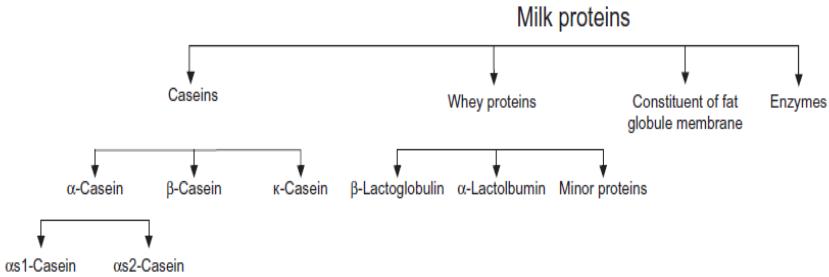 Milk proteins
Caseins
Whey proteins
Constituent of fat
globule membrane
Enzymes
α-Casein
β-Casein
κ-Casein
β-Lactoglobulin
α-Lactolbumin
Minor proteins
αs1-Casein
αs2-Casein